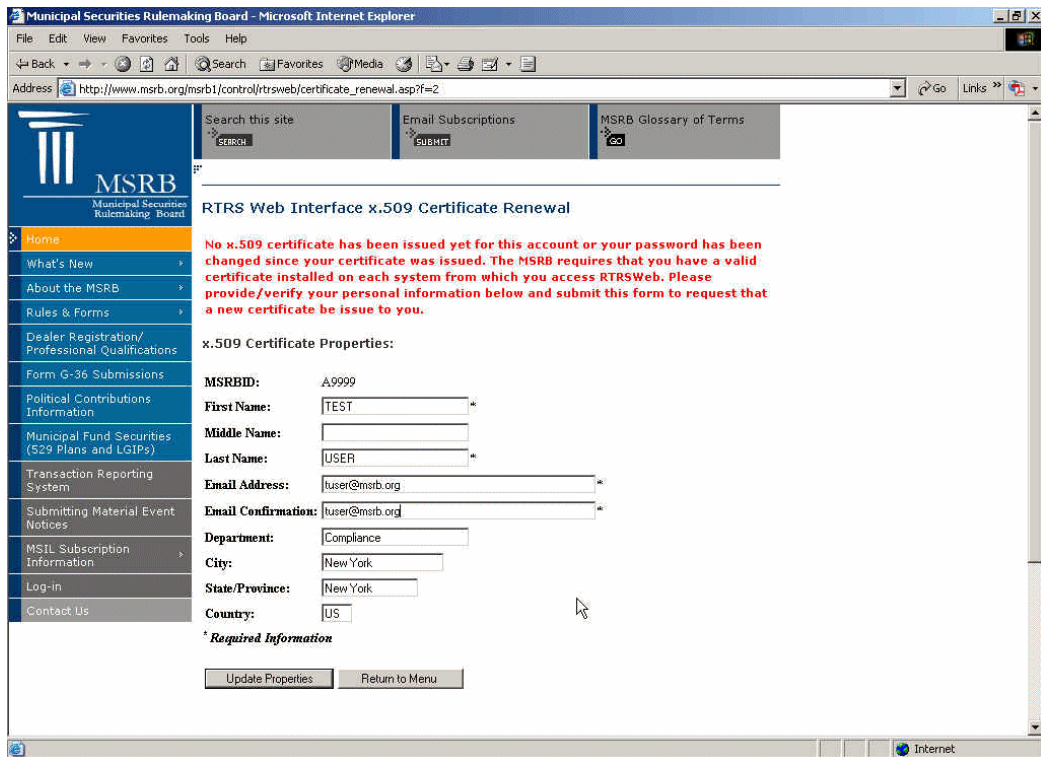 Municipal Securities Rulemaking Board - Microsoft Internet Explorer
File Edit View Favorites Tools Help
Back Search Favorites Media
Address http://www.msrb.org/msrb1/control/rtrsweb/certificate_renewal.asp?f=2 Go Links »
Search this site Email Subscriptions MSRB Glossary of Terms
SEARCH SUBMIT GO
MSRB
Municipal Securities
Rulemaking Board
Home
What's New
About the MSRB
Rules & Forms
Dealer Registration/
Professional Qualifications
Form G-36 Submissions
Political Contributions
Information
Municipal Fund Securities
(529 Plans and LGIPs)
Transaction Reporting
System
Submitting Material Event
Notices
MSIL Subscription
Information
Log-in
Contact Us
RTRS Web Interface x.509 Certificate Renewal
No x.509 certificate has been issued yet for this account or your password has been
changed since your certificate was issued. The MSRB requires that you have a valid
certificate installed on each system from which you access RTRSWeb. Please
provide/verify your personal information below and submit this form to request that
a new certificate be issue to you.
x.509 Certificate Properties:
MSRBID: A9999
First Name: TEST *
Middle Name:
Last Name: USER *
Email Address: tuser@msrb.org *
Email Confirmation: tuser@msrb.org *
Department: Compliance
City: New York
State/Province: New York
Country: US
* Required Information
Update Properties Return to Menu
Internet